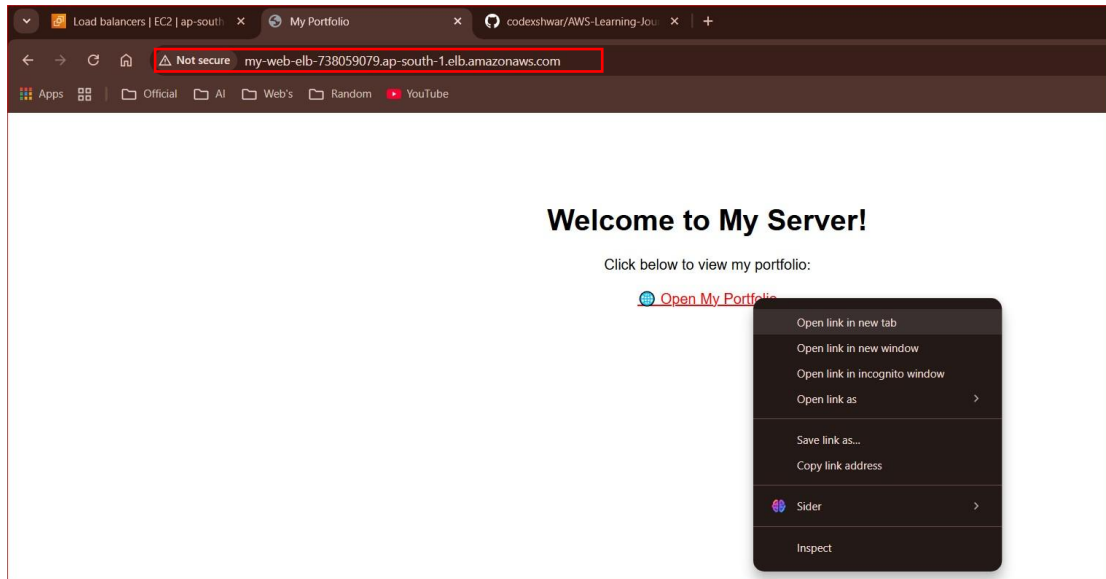 Load balancers | EC2 | ap-south
My Portfolio
codexshwar/AWS-Learning-Jou
Not secure my-web-elb-738059079.ap-south-1.elb.amazonaws.com
Apps Official AI Web's Random YouTube
Welcome to My Server!
Click below to view my portfolio:
Open My Portfolio
Open link in new tab
Open link in new window
Open link in incognito window
Open link as
Save link as...
Copy link address
Sider
Inspect